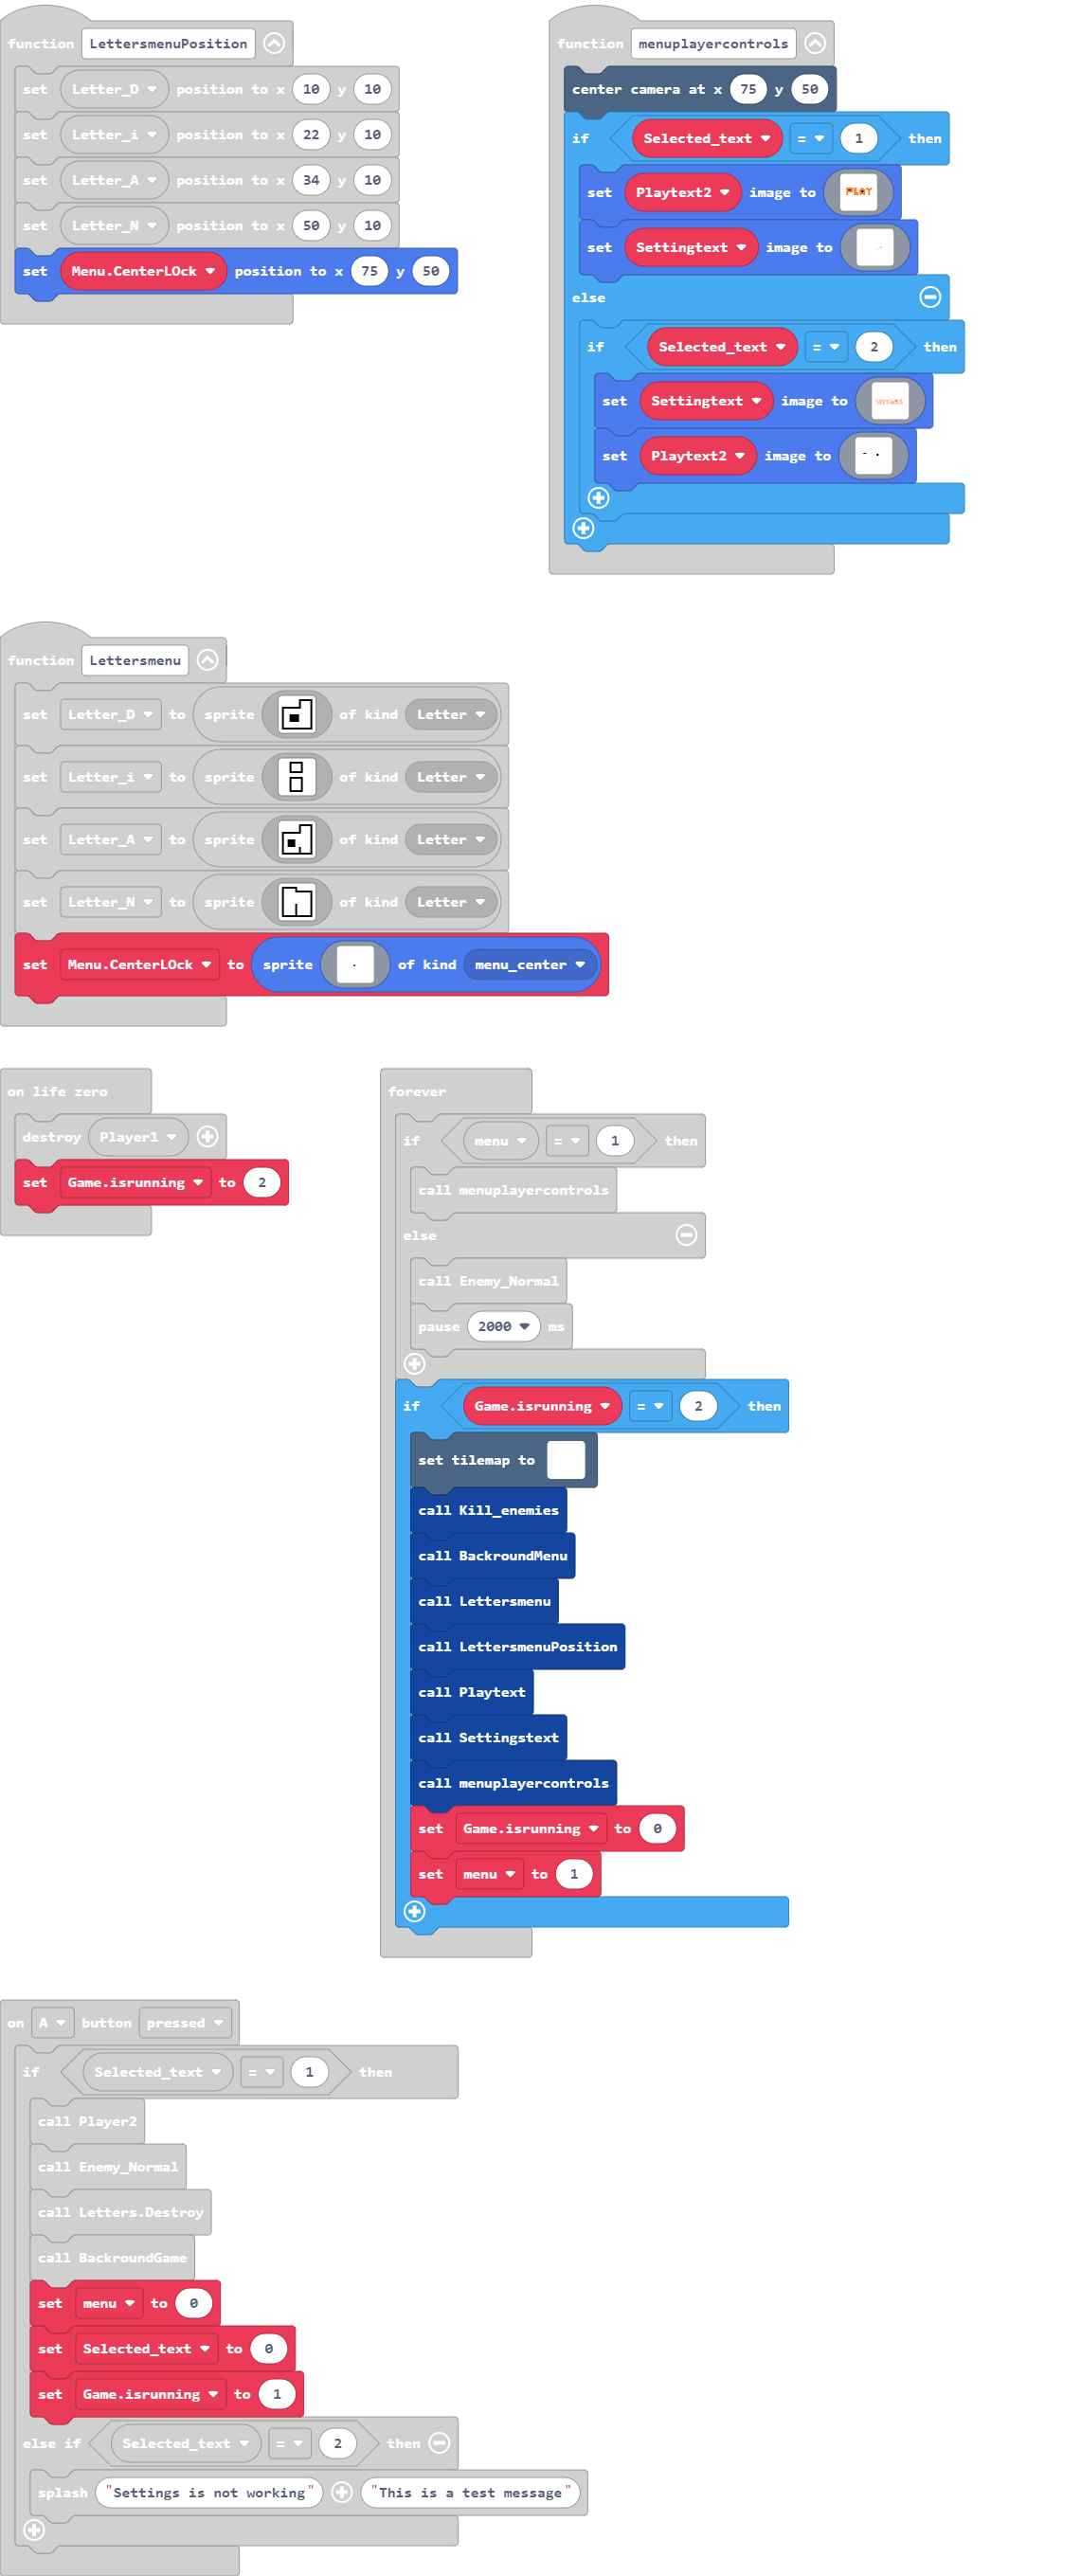 function LettersmenuPosition
set Letter_D position to x 10 y 10
set Letter_i position to x 22 y 10
set Letter_A position to x 34 y 10
set Letter_N position to x 50 y 10
set Menu.CenterLOck position to x 75 y 50
function menuplayercontrols
center camera at x 75 y 50
if Selected_text = 1 then
set Playtext2 image to PLAY
set Settingtext image to
else
if Selected_text = 2 then
set Settingtext image to
set Playtext2 image to
function Lettersmenu
set Letter_D to sprite of kind Letter
set Letter_i to sprite of kind Letter
set Letter_A to sprite of kind Letter
set Letter_N to sprite of kind Letter
set Menu.CenterLOck to sprite of kind menu_center
on life zero
destroy Player1
set Game.isrunning to 2
forever
if menu = 1 then
call menuplayercontrols
else
call Enemy_Normal
pause 2000 ms
if Game.isrunning = 2 then
set tilemap to
call Kill_enemies
call BackroundMenu
call Lettersmenu
call LettersmenuPosition
call Playtext
call Settingstext
call menuplayercontrols
set Game.isrunning to 0
set menu to 1
on A button pressed
if Selected_text = 1 then
call Player2
call Enemy_Normal
call Letters.Destroy
call BackroundGame
set menu to 0
set Selected_text to 0
set Game.isrunning to 1
else if Selected_text = 2 then
splash "Settings is not working" "This is a test message"